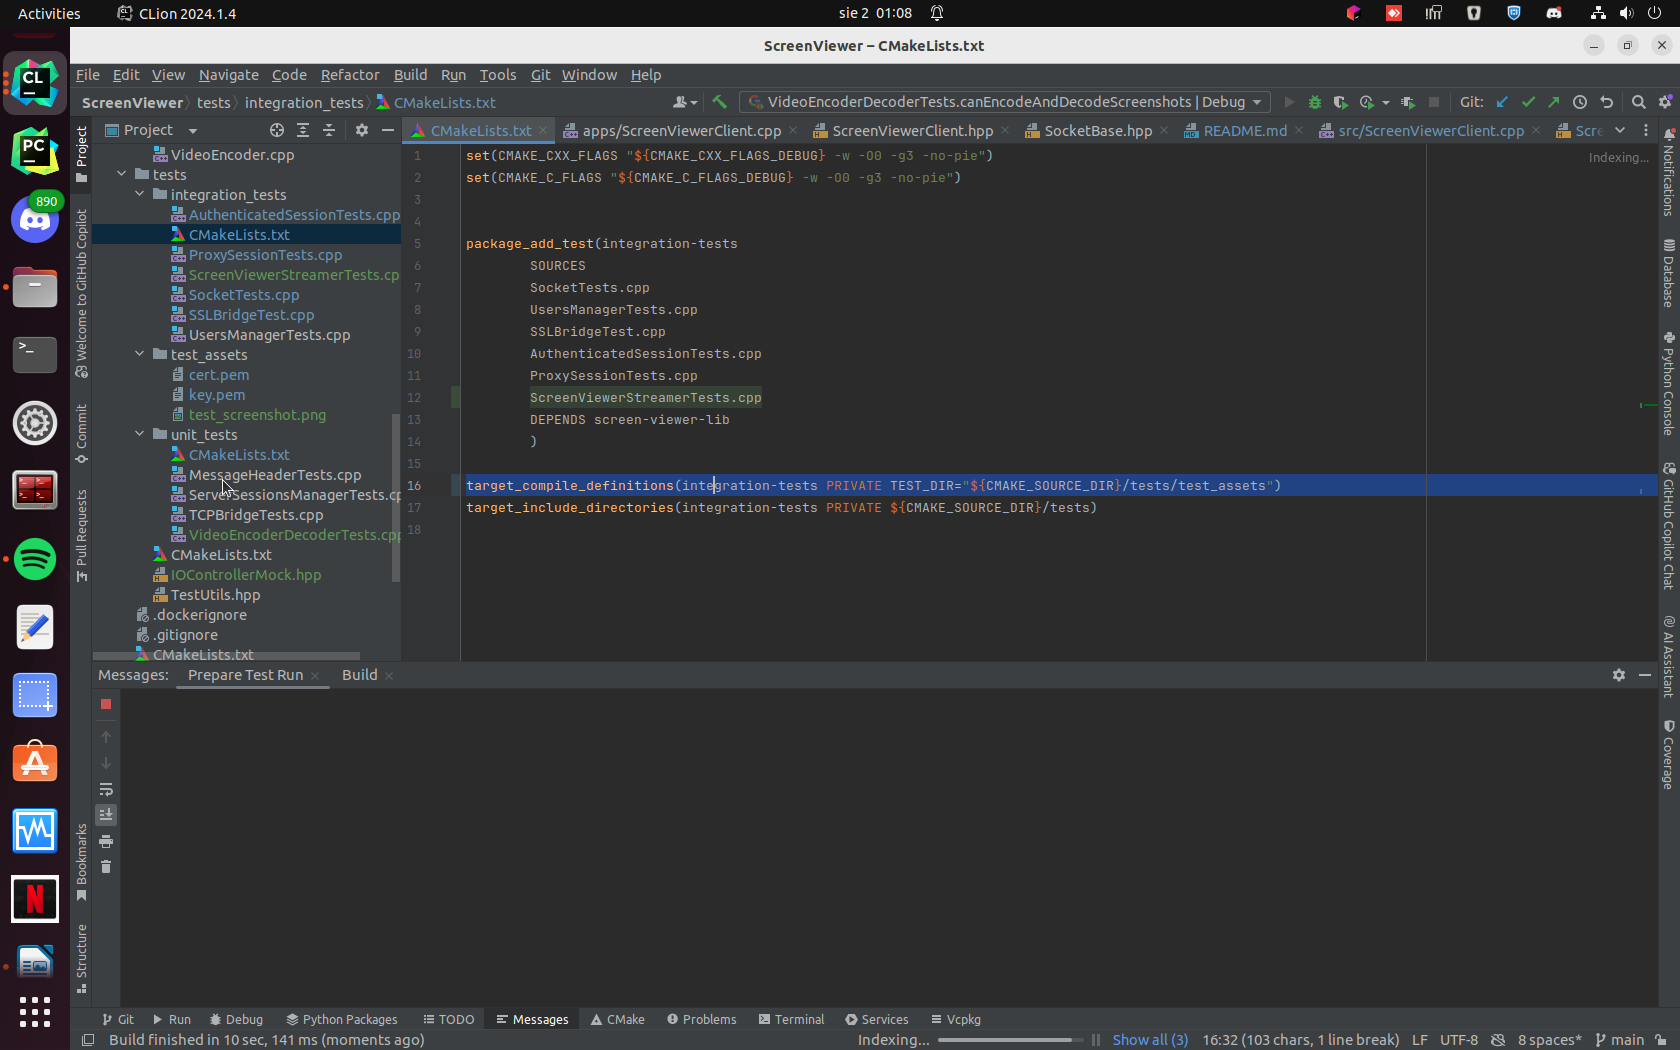 Activities
CLion 2024.1.4
sie 2 01:08
ScreenViewer – CMakeLists.txt
File Edit View Navigate Code Refactor Build Run Tools Git Window Help
ScreenViewer tests integration_tests CMakeLists.txt
VideoEncoderDecoderTests.canEncodeAndDecodeScreenshots | Debug
Git:
Project
CMakeLists.txt apps/ScreenViewerClient.cpp ScreenViewerClient.hpp SocketBase.hpp README.md src/ScreenViewerClient.cpp Scre
VideoEncoder.cpp
tests
integration_tests
AuthenticatedSessionTests.cpp
CMakeLists.txt
ProxySessionTests.cpp
ScreenViewerStreamerTests.cp
SocketTests.cpp
SSLBridgeTest.cpp
UsersManagerTests.cpp
test_assets
cert.pem
key.pem
test_screenshot.png
unit_tests
CMakeLists.txt
MessageHeaderTests.cpp
ServerSessionsManagerTests.cp
TCPBridgeTests.cpp
VideoEncoderDecoderTests.cpp
CMakeLists.txt
IOControllerMock.hpp
TestUtils.hpp
.dockerignore
.gitignore
CMakeLists.txt
Indexing...
1 set(CMAKE_CXX_FLAGS "${CMAKE_CXX_FLAGS_DEBUG} -w -O0 -g3 -no-pie")
2 set(CMAKE_C_FLAGS "${CMAKE_C_FLAGS_DEBUG} -w -O0 -g3 -no-pie")
3
4
5 package_add_test(integration-tests
6 SOURCES
7 SocketTests.cpp
8 UsersManagerTests.cpp
9 SSLBridgeTest.cpp
10 AuthenticatedSessionTests.cpp
11 ProxySessionTests.cpp
12 ScreenViewerStreamerTests.cpp
13 DEPENDS screen-viewer-lib
14 )
15
16 target_compile_definitions(integration-tests PRIVATE TEST_DIR="${CMAKE_SOURCE_DIR}/tests/test_assets")
17 target_include_directories(integration-tests PRIVATE ${CMAKE_SOURCE_DIR}/tests)
18
Project
Welcome to GitHub Copilot
Commit
Pull Requests
Bookmarks
Structure
Notifications
Database
Python Console
GitHub Copilot Chat
AI Assistant
Coverage
CL
PC
890
>_
N
Messages: Prepare Test Run Build
Git Run Debug Python Packages TODO Messages CMake Problems Terminal Services Vcpkg
Build finished in 10 sec, 141 ms (moments ago)
Indexing...
Show all (3)
16:32 (103 chars, 1 line break) LF UTF-8 8 spaces* main